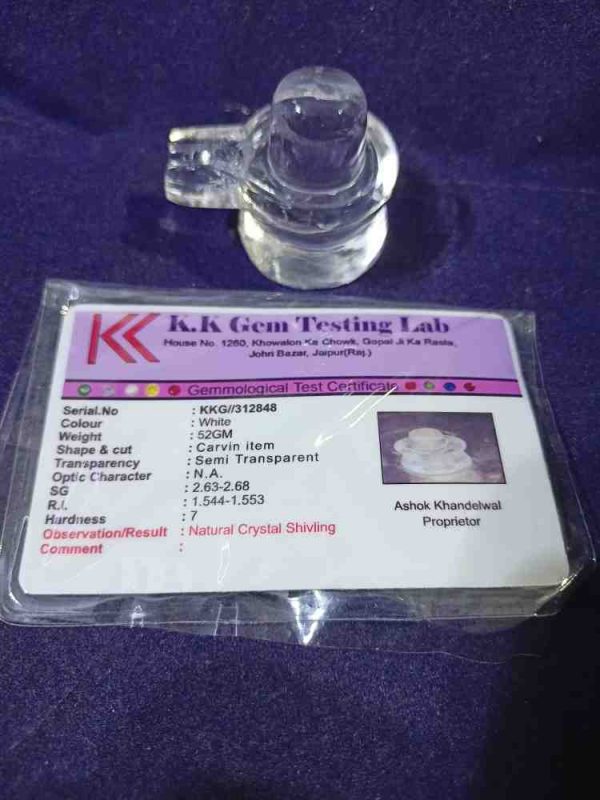 K.K Gem Testing Lab
House No. 1260, Khowalon Ka Chowk, Gopal Ji Ka Rasta,
Johri Bazar, Jaipur(Raj.)
Gemmological Test Certificate
Serial.No : KKG//312848
Colour : White
Weight : 52GM
Shape & cut : Carvin item
Transparency : Semi Transparent
Optic Character : N.A.
SG : 2.63-2.68
R.I. : 1.544-1.553
Hardness : 7
Observation/Result : Natural Crystal Shivling
Comment :
Ashok Khandelwal
Proprietor